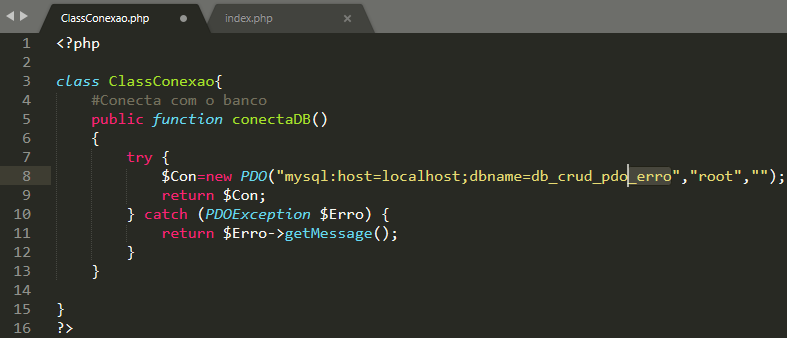 ClassConexao.php
index.php
1 <?php
2
3 class ClassConexao{
4     #Conecta com o banco
5     public function conectaDB()
6     {
7         try {
8             $Con=new PDO("mysql:host=localhost;dbname=db_crud_pdo_erro","root","");
9             return $Con;
10         } catch (PDOException $Erro) {
11             return $Erro->getMessage();
12         }
13     }
14
15 }
16 ?>